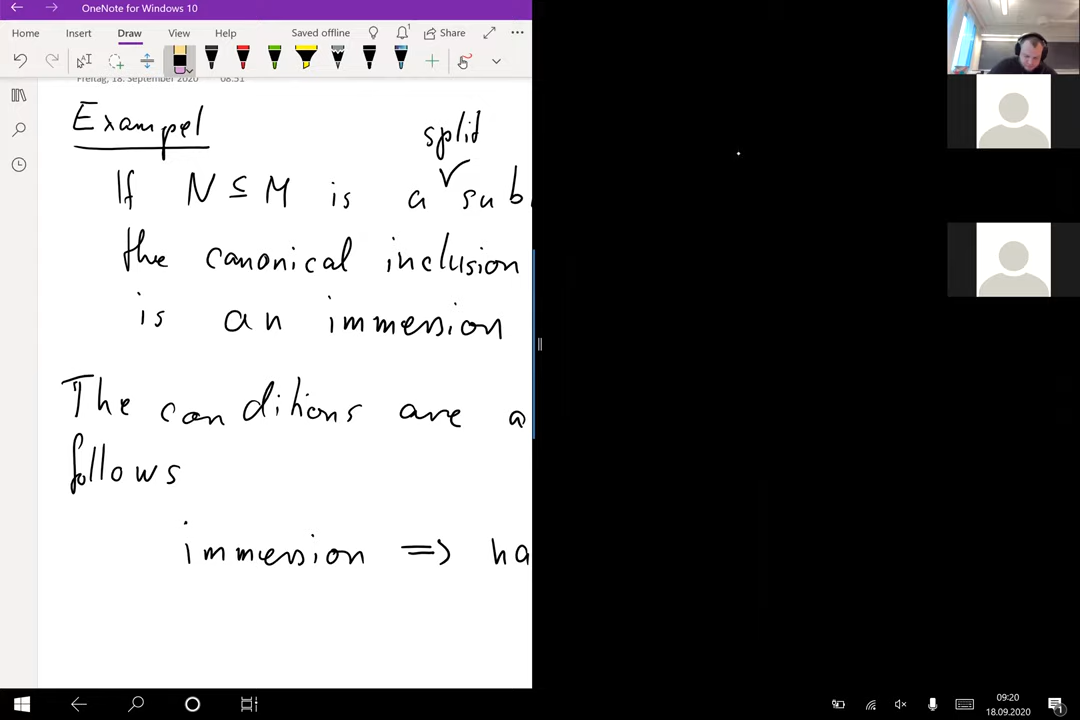 OneNote for Windows 10
Home Insert Draw View Help Saved offline Share
Freitag, 18. September 2020 08:51
Exampel
split
If N ⊆ M is a sub
the canonical inclusion
is an immersion
The conditions are a
follows
immersion => ha
09:20
18.09.2020